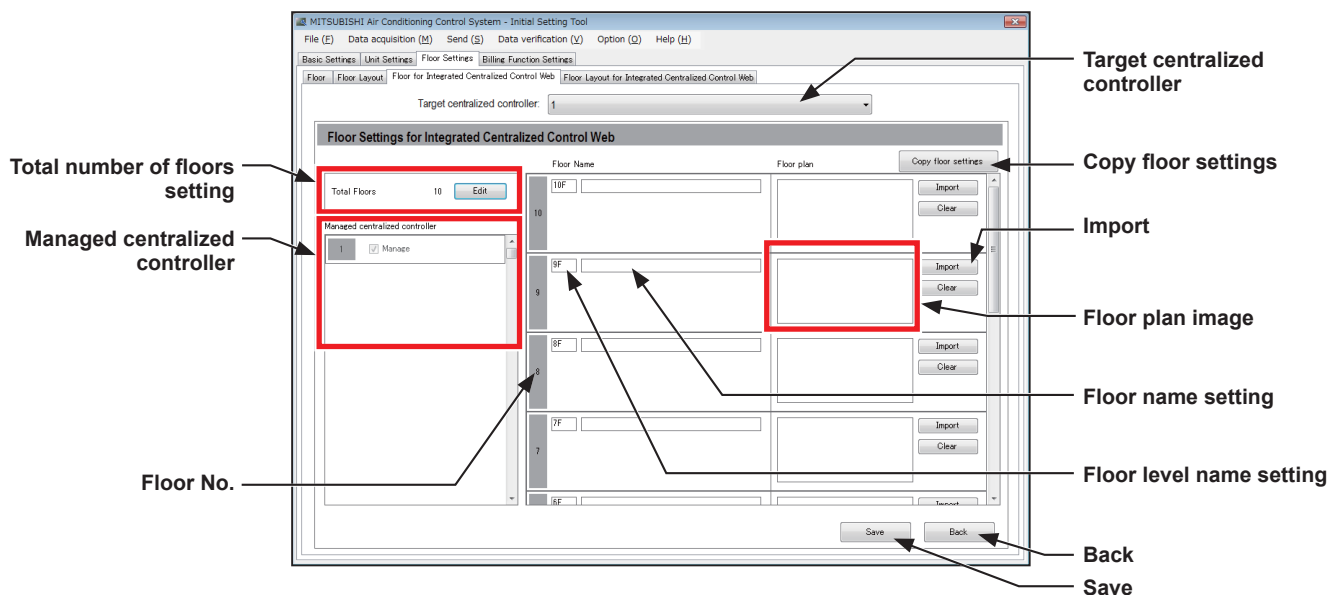 MITSUBISHI Air Conditioning Control System - Initial Setting Tool
File (F) Data acquisition (M) Send (S) Data verification (V) Option (O) Help (H)
Basic Settings Unit Settings Floor Settings Billing Function Settings
Floor Floor Layout Floor for Integrated Centralized Control Web Floor Layout for Integrated Centralized Control Web
Target centralized controller: 1
Floor Settings for Integrated Centralized Control Web
Floor Name Floor plan Copy floor settings
Total Floors 10 Edit
Managed centralized controller
1 Manage
10 10F Import
Clear
9 9F Import
Clear
8 8F Import
Clear
7 7F Import
Clear
6F Import
Save Back
Total number of floors
setting
Managed centralized
controller
Floor No.
Target centralized
controller
Copy floor settings
Import
Floor plan image
Floor name setting
Floor level name setting
Back
Save